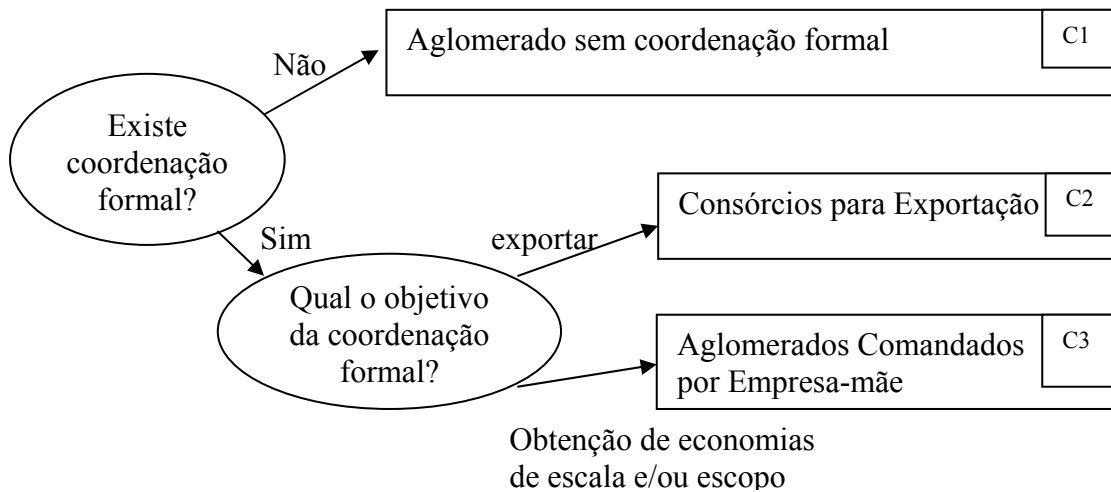 Aglomerado sem coordenação formal
C1
Não
Existe
coordenação
formal?
Sim
exportar
Consórcios para Exportação
C2
Qual o objetivo
da coordenação
formal?
Aglomerados Comandados
por Empresa-mãe
C3
Obtenção de economias
de escala e/ou escopo